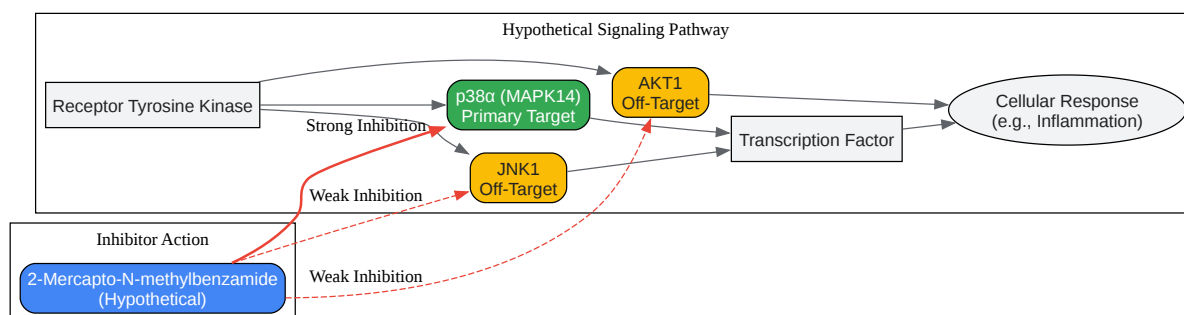 Hypothetical Signaling Pathway
Receptor Tyrosine Kinase
p38α (MAPK14)
Primary Target
AKT1
Off-Target
Cellular Response
(e.g., Inflammation)
Strong Inhibition
Transcription Factor
JNK1
Off-Target
Weak Inhibition
Inhibitor Action
2-Mercapto-N-methylbenzamide
(Hypothetical)
Weak Inhibition